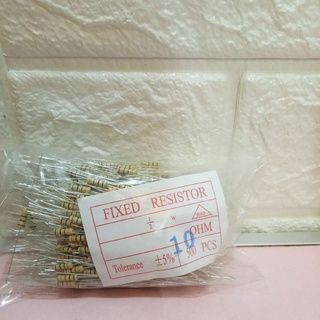 FIXED RESISTOR
1/2 w
10 OHM
Tolerance ±5% 500 PCS